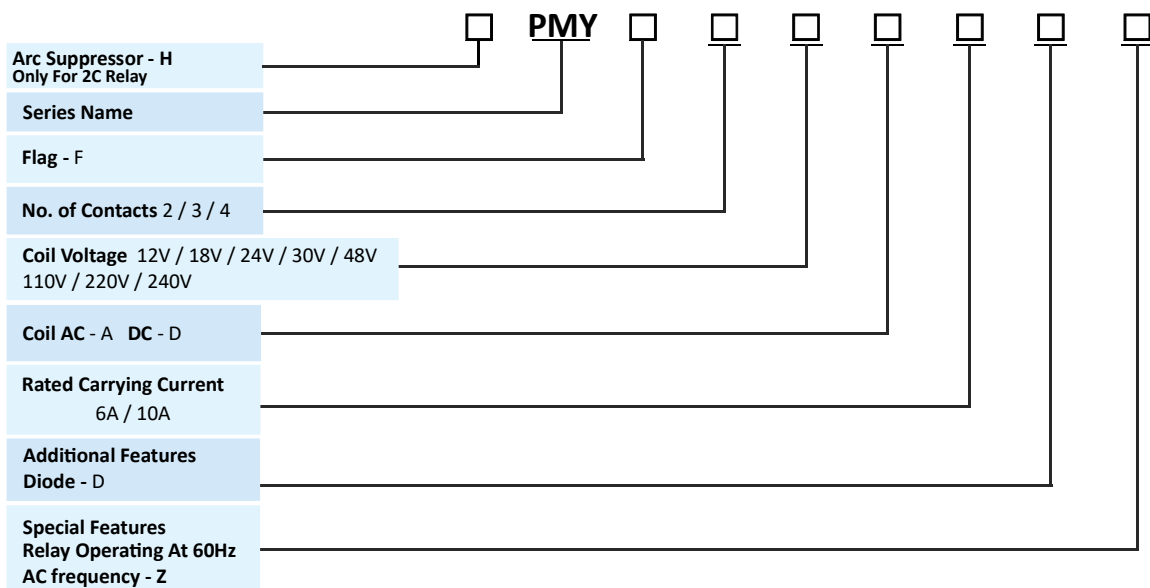 PMY
Arc Suppressor - H
Only For 2C Relay
Series Name
Flag - F
No. of Contacts 2 / 3 / 4
Coil Voltage 12V / 18V / 24V / 30V / 48V
110V / 220V / 240V
Coil AC - A DC - D
Rated Carrying Current
6A / 10A
Additional Features
Diode - D
Special Features
Relay Operating At 60Hz
AC frequency - Z